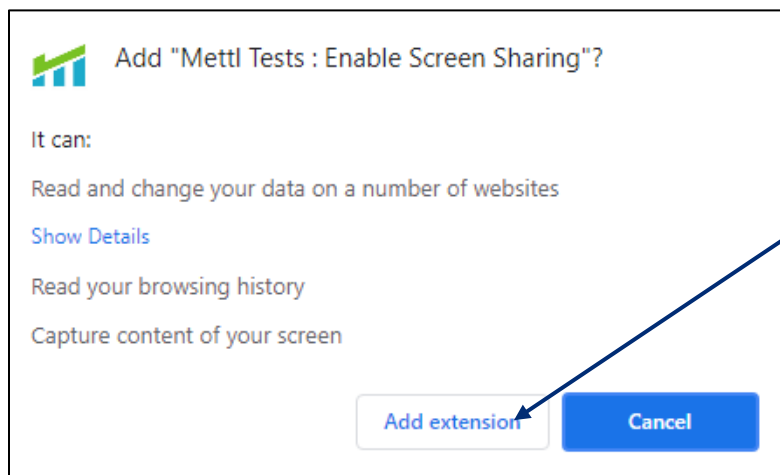 Add "Mettl Tests : Enable Screen Sharing"?
It can:
Read and change your data on a number of websites
Show Details
Read your browsing history
Capture content of your screen
Add extension
Cancel